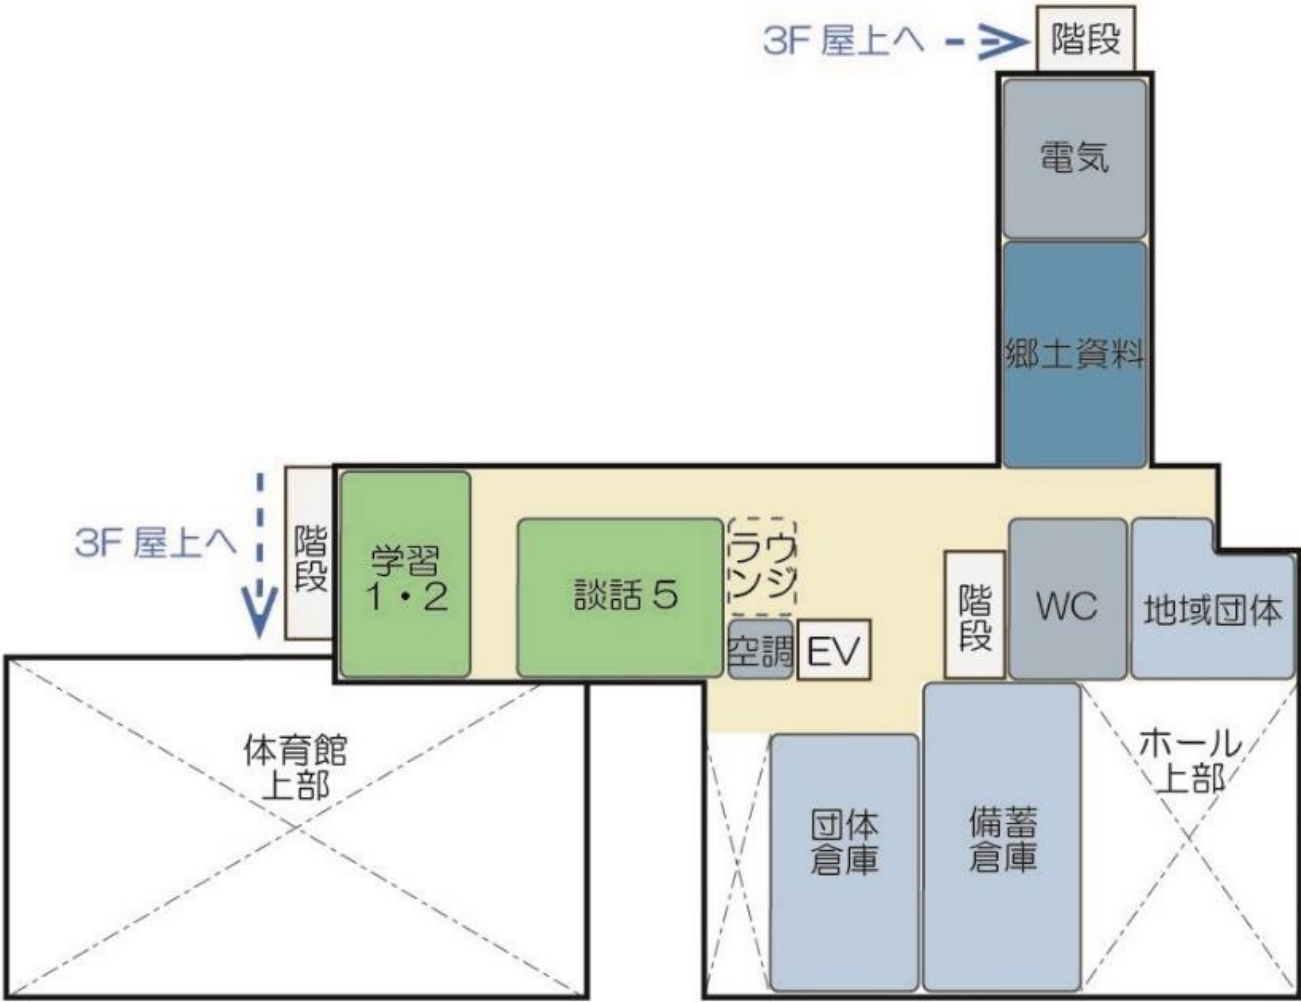 3F 屋上へ
階段
電気
郷土資料
3F 屋上へ
階段
学習
1・2
談話 5
ラウンジ
空調
EV
階段
WC
地域団体
体育館
上部
団体
倉庫
備蓄
倉庫
ホール
上部